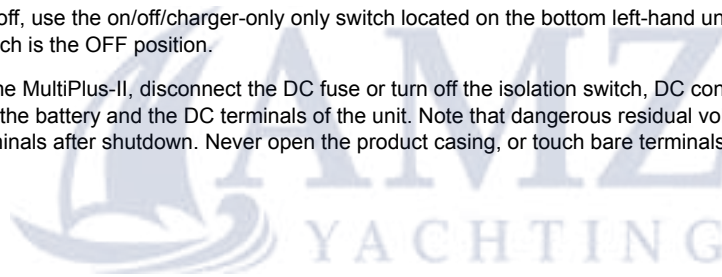 off, use the on/off/charger-only only switch located on the bottom left-hand un
ch is the OFF position.
he MultiPlus-II, disconnect the DC fuse or turn off the isolation switch, DC con
the battery and the DC terminals of the unit. Note that dangerous residual vo
minals after shutdown. Never open the product casing, or touch bare terminals
AMZ
YACHTING